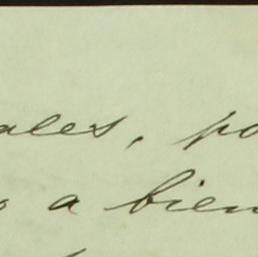 ales, po
o a bien